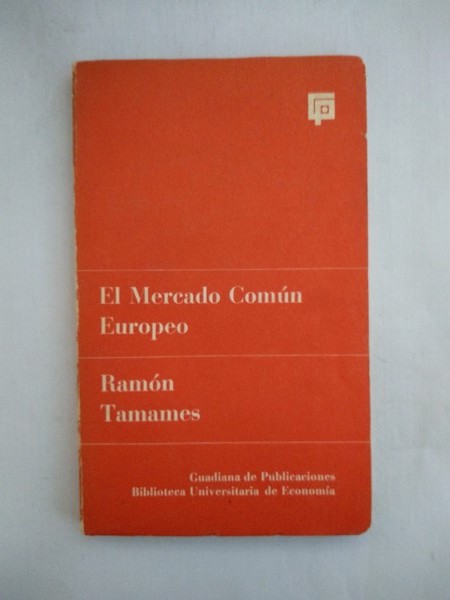 El Mercado Común
Europeo
Ramón
Tamames
Guadiana de Publicaciones
Biblioteca Universitaria de Economía